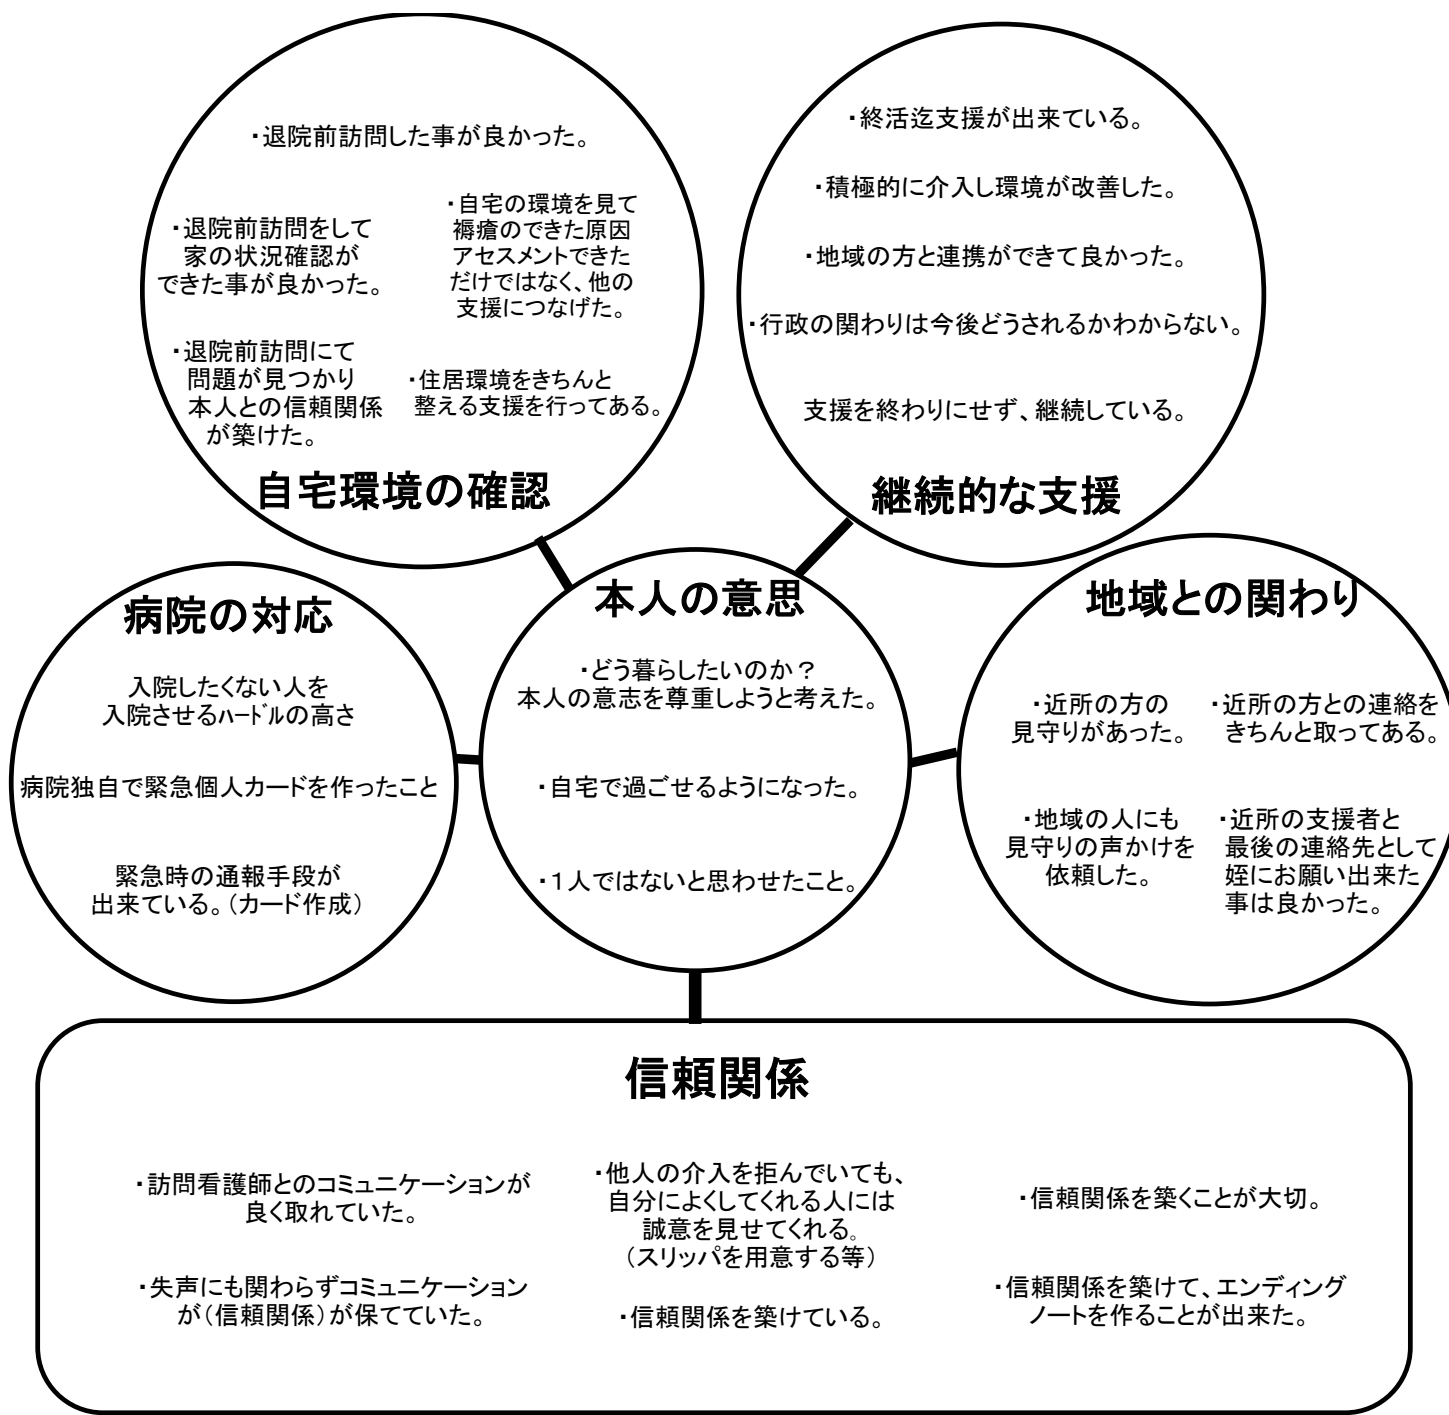 ・退院前訪問した事が良かった。
・退院前訪問をして
家の状況確認が
できた事が良かった。
・自宅の環境を見て
褥瘡のできた原因
アセスメントできた
だけではなく、他の
支援につなげた。
・退院前訪問にて
問題が見つかり
本人との信頼関係
が築けた。
・住居環境をきちんと
整える支援を行ってある。
自宅環境の確認
・終活迄支援が出来ている。
・積極的に介入し環境が改善した。
・地域の方と連携ができて良かった。
・行政の関わりは今後どうされるかわからない。
支援を終わりにせず、継続している。
継続的な支援
病院の対応
入院したくない人を
入院させるﾊｰﾄﾞﾙの高さ
病院独自で緊急個人カードを作ったこと
緊急時の通報手段が
出来ている。（カード作成）
本人の意思
・どう暮らしたいのか？
本人の意志を尊重しようと考えた。
・自宅で過ごせるようになった。
・１人ではないと思わせたこと。
地域との関わり
・近所の方の
見守りがあった。
・近所の方との連絡を
きちんと取ってある。
・地域の人にも
見守りの声かけを
依頼した。
・近所の支援者と
最後の連絡先として
姪にお願い出来た
事は良かった。
信頼関係
・訪問看護師とのコミュニケーションが
良く取れていた。
・他人の介入を拒んでいても、
自分によくしてくれる人には
誠意を見せてくれる。
（スリッパを用意する等）
・信頼関係を築くことが大切。
・失声にも関わらずコミュニケーション
が（信頼関係）が保てていた。
・信頼関係を築けている。
・信頼関係を築けて、エンディング
ノートを作ることが出来た。